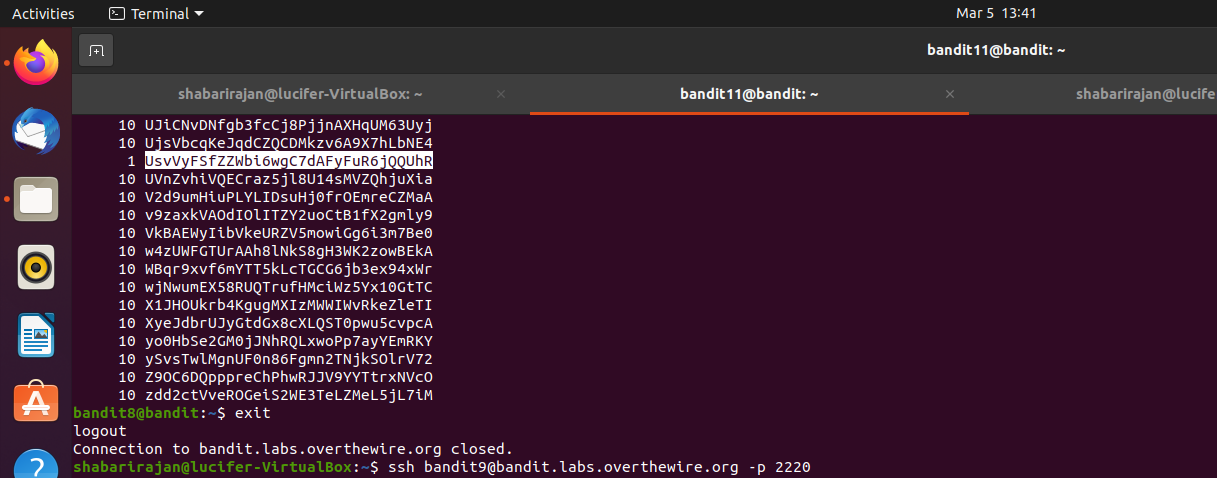 Activities Terminal Mar 5 13:41
bandit11@bandit: ~
shabarirajan@lucifer-VirtualBox: ~ × bandit11@bandit: ~ × shabarirajan@lucife
10 UJiCNvDNfgb3fcCj8PjjnAXHqUM63Uyj
10 UjsVbcqKeJqdCZQCDMkzv6A9X7hLbNE4
1 UsvVyFSfZZWbi6wgC7dAFyFuR6jQQUhR
10 UVnZvhiVQECraz5jl8U14sMVZQhjuXia
10 V2d9umHiuPLYLIDsuHj0frOEmreCZMaA
10 v9zaxkVAOdIOlITZY2uoCtB1fX2gmly9
10 VkBAEWyIibVkeURZV5mowiGg6i3m7Be0
10 w4zUWFGTUrAAh8lNkS8gH3WK2zowBEkA
10 WBqr9xvf6mYTT5kLcTGCG6jb3ex94xWr
10 wjNwumEX58RUQTrufHMciWz5Yx10GtTC
10 X1JHOUkrb4KgugMXIzMWWIWvRkeZleTI
10 XyeJdbrUJyGtdGx8cXLQST0pwu5cvpcA
10 yo0HbSe2GM0jJNhRQLxwoPp7ayYEmRKY
10 ySvsTwlMgnUF0n86Fgmn2TNjkSOlrV72
10 Z9OC6DQpppreChPhwRJJV9YYTtrxNVcO
10 zdd2ctVveROGeiS2WE3TeLZMeL5jL7iM
bandit8@bandit:~$ exit
logout
Connection to bandit.labs.overthewire.org closed.
shabarirajan@lucifer-VirtualBox:~$ ssh bandit9@bandit.labs.overthewire.org -p 2220